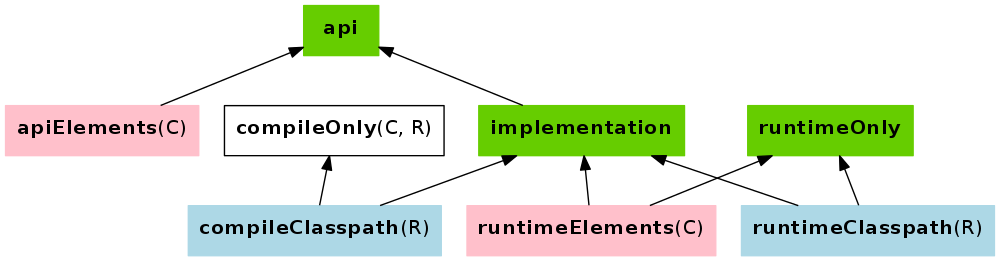 api
apiElements(C)
compileOnly(C, R)
implementation
runtimeOnly
compileClasspath(R)
runtimeElements(C)
runtimeClasspath(R)